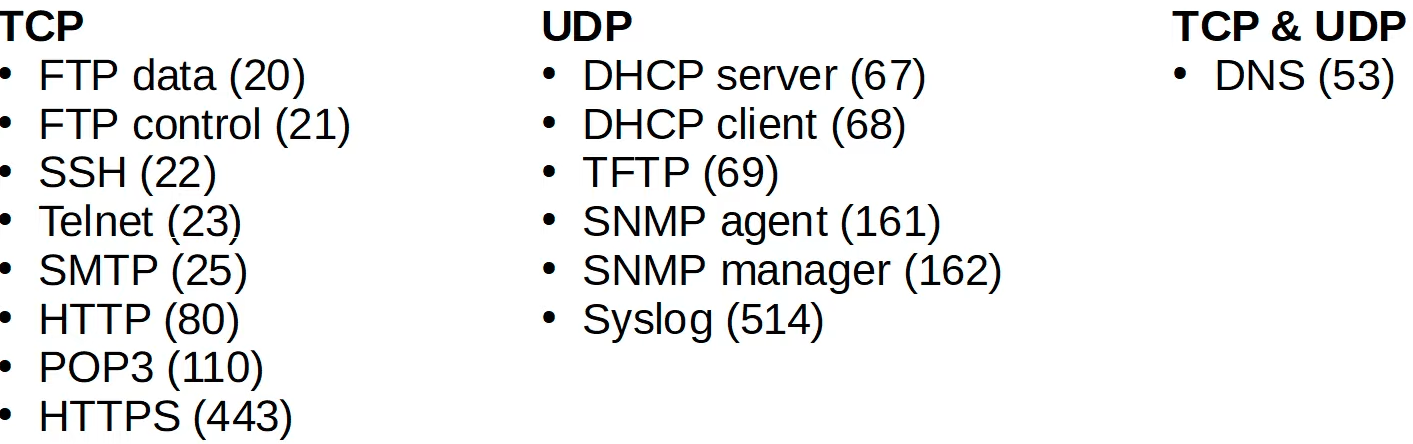 TCP
• FTP data (20)
• FTP control (21)
• SSH (22)
• Telnet (23)
• SMTP (25)
• HTTP (80)
• POP3 (110)
• HTTPS (443)
UDP
• DHCP server (67)
• DHCP client (68)
• TFTP (69)
• SNMP agent (161)
• SNMP manager (162)
• Syslog (514)
TCP & UDP
• DNS (53)